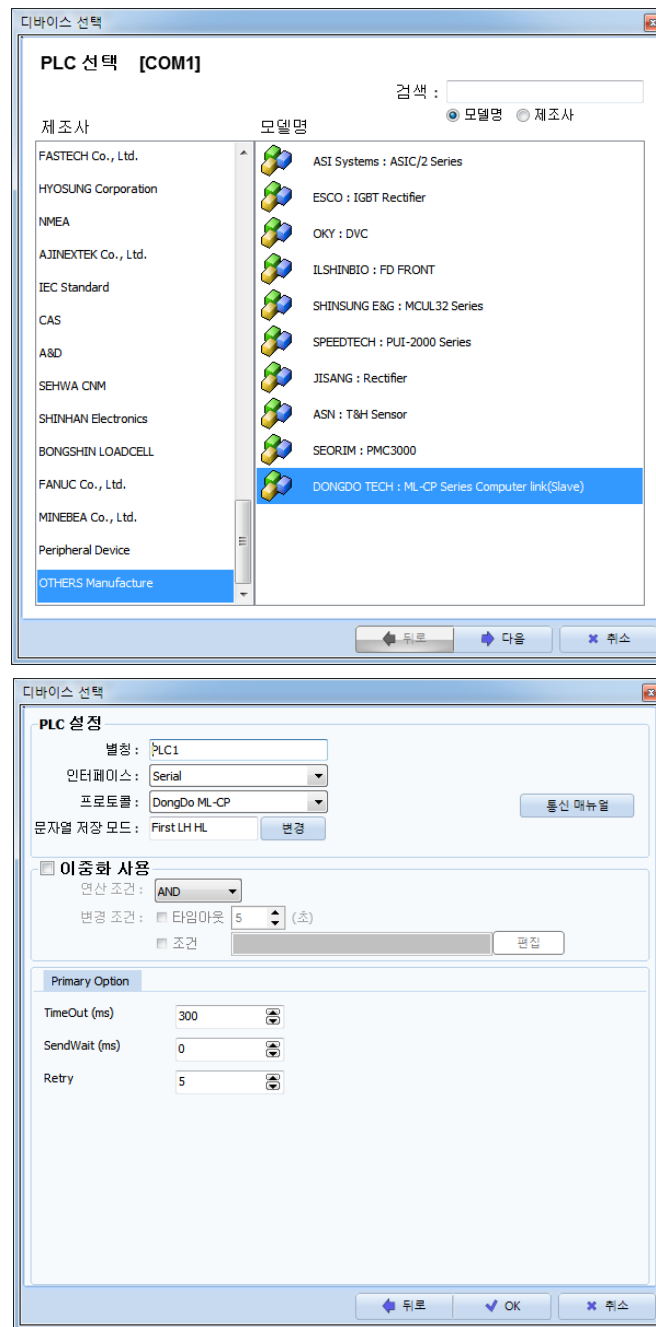 디바이스 선택
PLC 선택 [COM1]
검색 :
모델명 제조사
제조사
모델명
FASTECH Co., Ltd.
HYOSUNG Corporation
NMEA
AJINEXTEK Co., Ltd.
IEC Standard
CAS
A&D
SEHWA CNM
SHINHAN Electronics
BONGSHIN LOADCELL
FANUC Co., Ltd.
MINEBEA Co., Ltd.
Peripheral Device
OTHERS Manufacture
ASI Systems : ASIC/2 Series
ESCO : IGBT Rectifier
OKY : DVC
ILSHINBIO : FD FRONT
SHINSUNG E&G : MCUL32 Series
SPEEDTECH : PUI-2000 Series
JISANG : Rectifier
ASN : T&H Sensor
SEORIM : PMC3000
DONGDO TECH : ML-CP Series Computer link(Slave)
뒤로 다음 취소
디바이스 선택
PLC 설정
별칭 : PLC1
인터페이스 : Serial
프로토콜 : DongDo ML-CP 통신 매뉴얼
문자열 저장 모드 : First LH HL 변경
이중화 사용
연산 조건 : AND
변경 조건 : 타임아웃 5 (초)
조건 편집
Primary Option
TimeOut (ms) 300
SendWait (ms) 0
Retry 5
뒤로 OK 취소